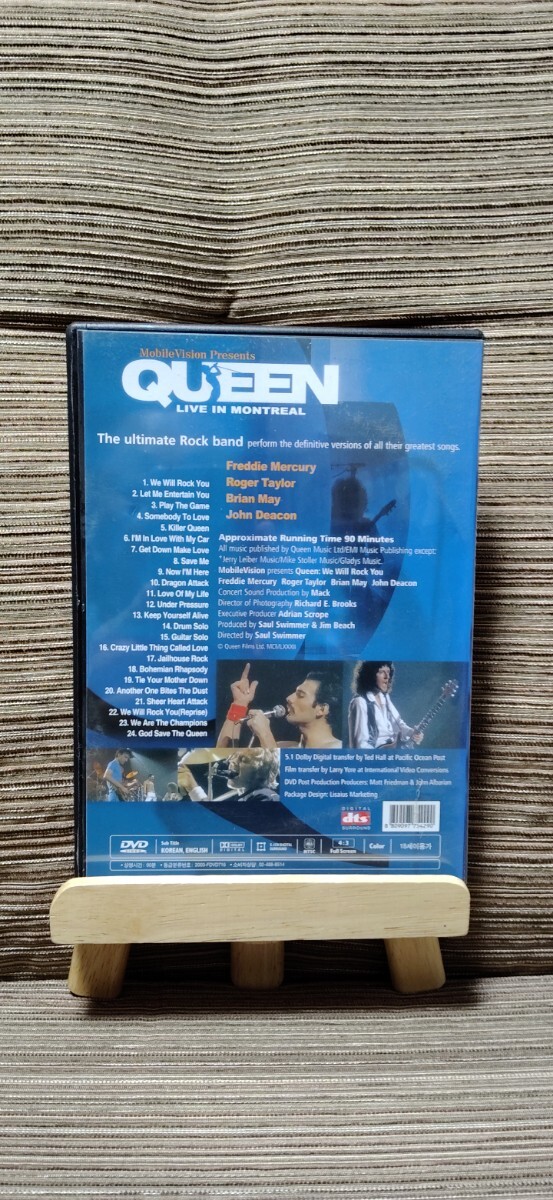 MobileVision Presents
QUEEN
LIVE IN MONTREAL
The ultimate Rock band perform the definitive versions of all their greatest songs.
Freddie Mercury
Roger Taylor
Brian May
John Deacon
1. We Will Rock You
2. Let Me Entertain You
3. Play The Game
4. Somebody To Love
5. Killer Queen
6. I'M In Love With My Car
7. Get Down Make Love
8. Save Me
9. Now I'M Here
10. Dragon Attack
11. Love Of My Life
12. Under Pressure
13. Keep Yourself Alive
14. Drum Solo
15. Guitar Solo
16. Crazy Little Thing Called Love
17. Jailhouse Rock
18. Bohemian Rhapsody
19. Tie Your Mother Down
20. Another One Bites The Dust
21. Sheer Heart Attack
22. We Will Rock You(Reprise)
23. We Are The Champions
24. God Save The Queen
Approximate Running Time 90 Minutes
All music published by Queen Music Ltd/EMI Music Publishing except:
*Jerry Leiber Music/Mike Stoller Music/Gladys Music.
MobileVision presents Queen: We Will Rock You
Freddie Mercury Roger Taylor Brian May John Deacon
Concert Sound Production by Mack
Director of Photography Richard E. Brooks
Executive Producer Adrian Scrope
Produced by Saul Swimmer & Jim Beach
Directed by Saul Swimmer
© Queen Films Ltd.
5.1 Dolby Digital transfer by Ted Hall at Pacific Ocean Post
Film transfer by Larry Yore at International Video Conversions
DVD Post Production Producers: Matt Friedman & John Albanian
Package Design: Lisaius Marketing
DIGITAL
dts
SURROUND
DVD
Sub Title
KOREAN, ENGLISH
DOLBY
DIGITAL
NTSC
4:3
Full Screen
Color